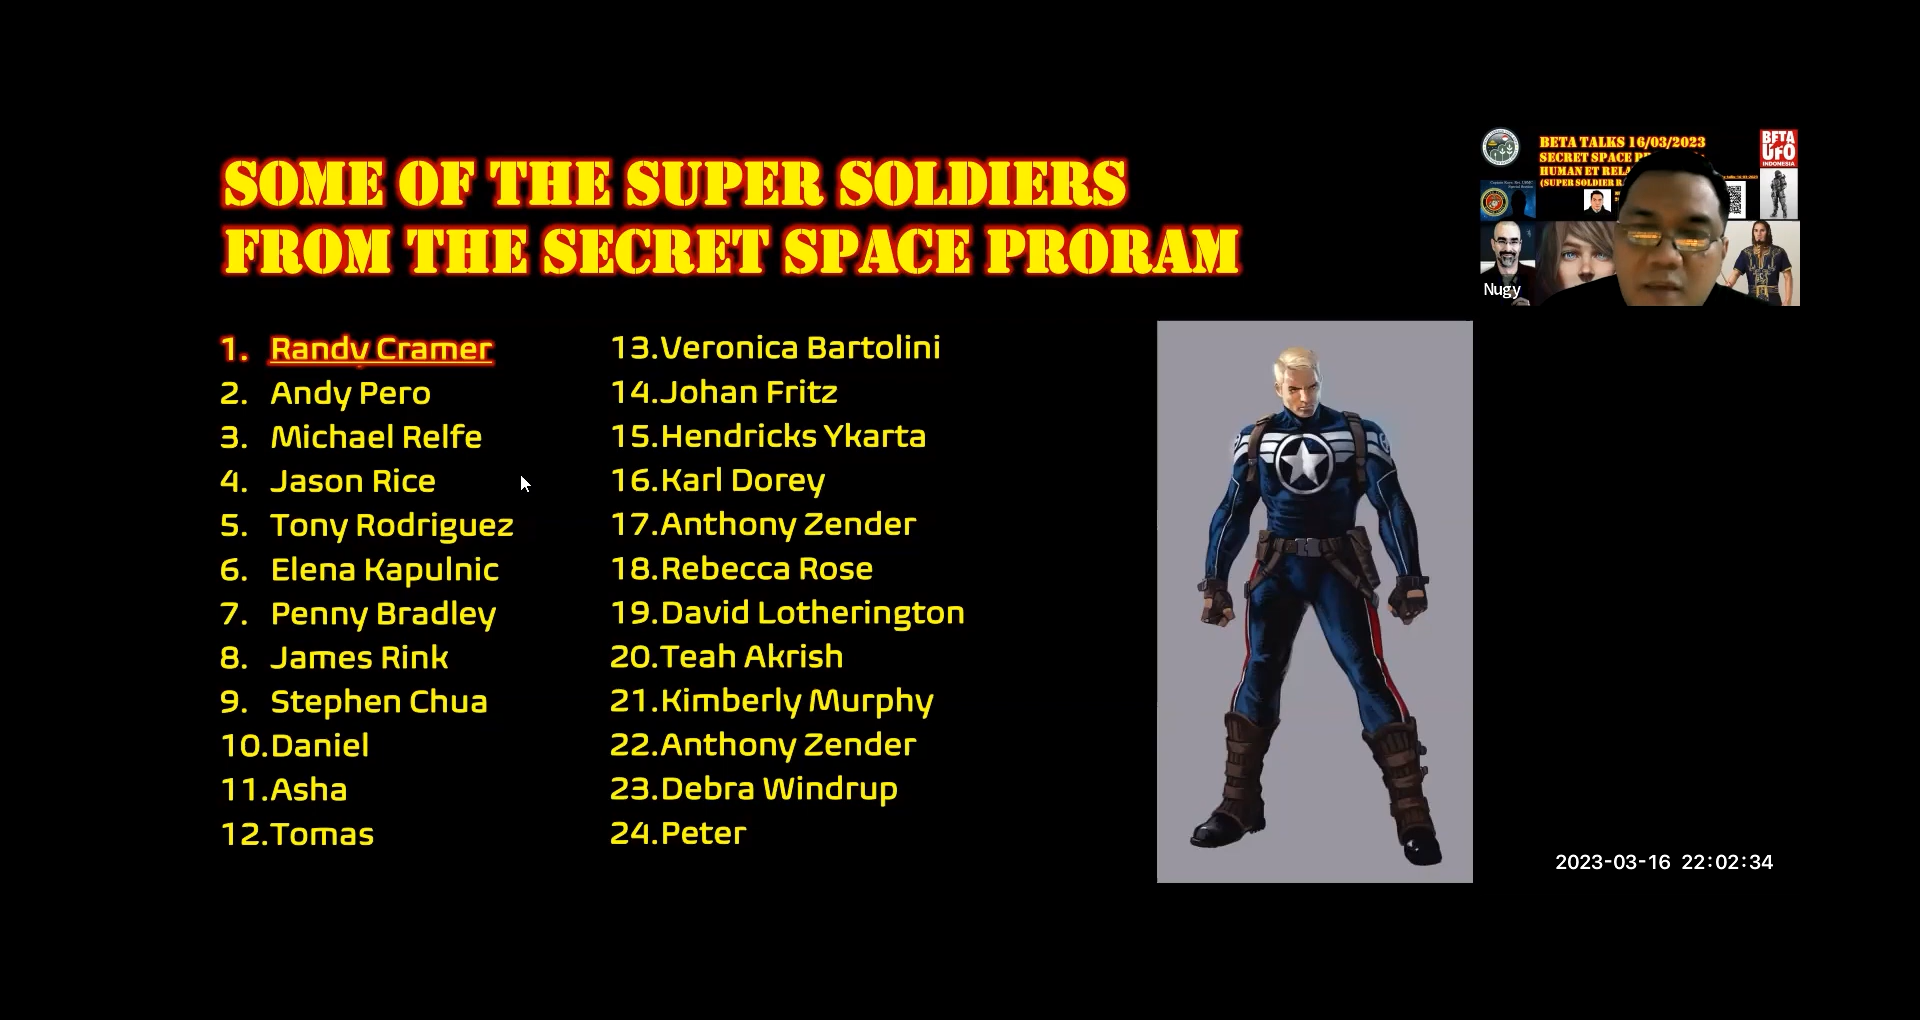 SOME OF THE SUPER SOLDIERS
FROM THE SECRET SPACE PRORAM
1. Randy Cramer
2. Andy Pero
3. Michael Relfe
4. Jason Rice
5. Tony Rodriguez
6. Elena Kapulnic
7. Penny Bradley
8. James Rink
9. Stephen Chua
10.Daniel
11.Asha
12.Tomas
13.Veronica Bartolini
14.Johan Fritz
15.Hendricks Ykarta
16.Karl Dorey
17.Anthony Zender
18.Rebecca Rose
19.David Lotherington
20.Teah Akrish
21.Kimberly Murphy
22.Anthony Zender
23.Debra Windrup
24.Peter
BETA TALKS 16/03/2023
SECRET SPACE
HUMAN ET
(SUPER SOLDIER
BETA
UFO
INDONESIA
Nugy
2023-03-16 22:02:34